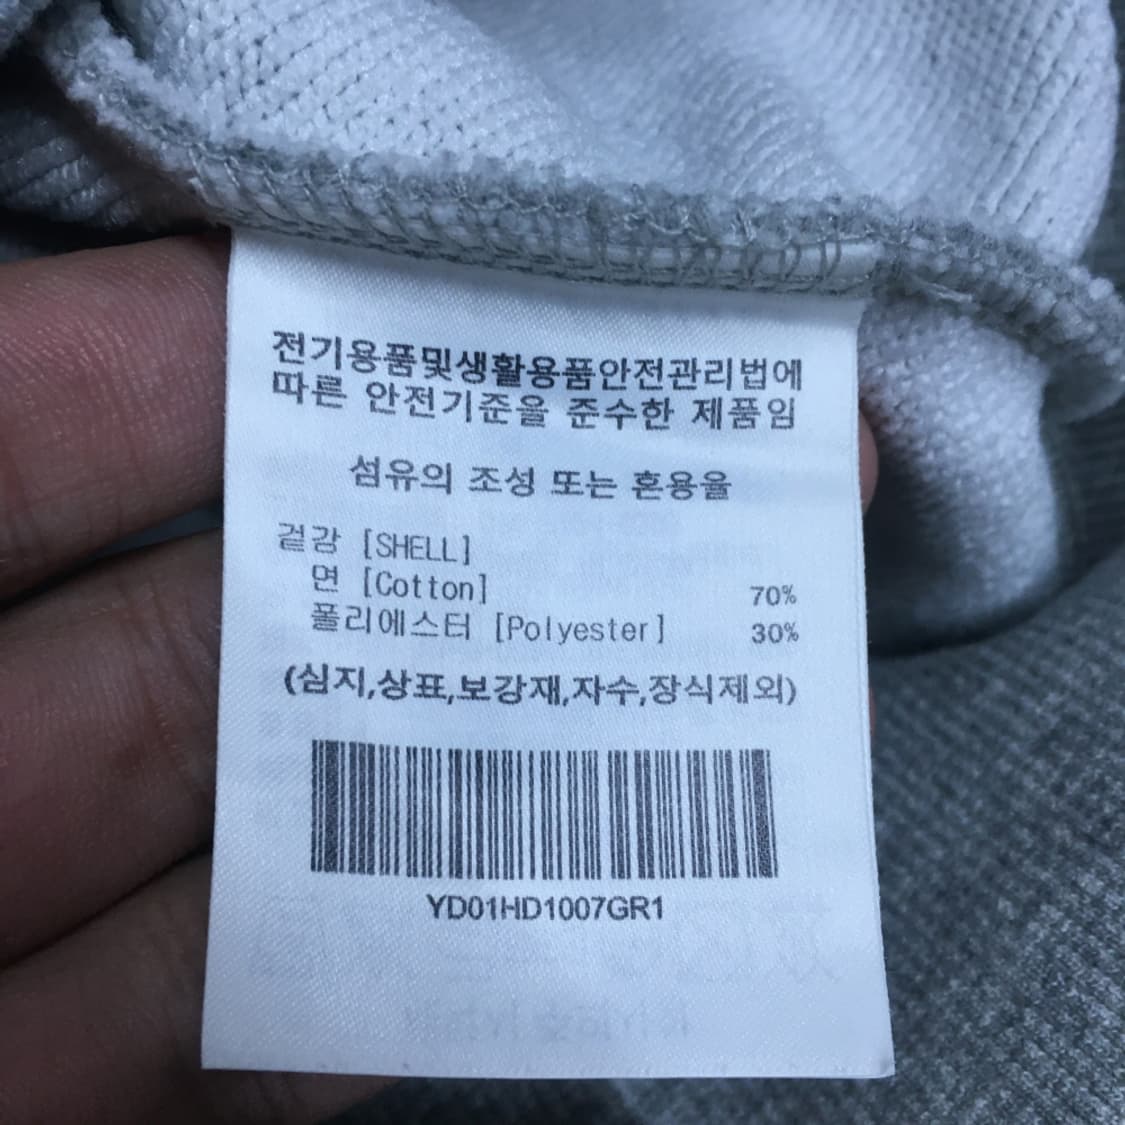 전기용품및생활용품안전관리법에
따른 안전기준을 준수한 제품임
섬유의 조성 또는 혼용율
겉감 [SHELL]
면 [Cotton] 70%
폴리에스터 [Polyester] 30%
(심지,상표,보강재,자수,장식제외)
YD01HD1007GR1